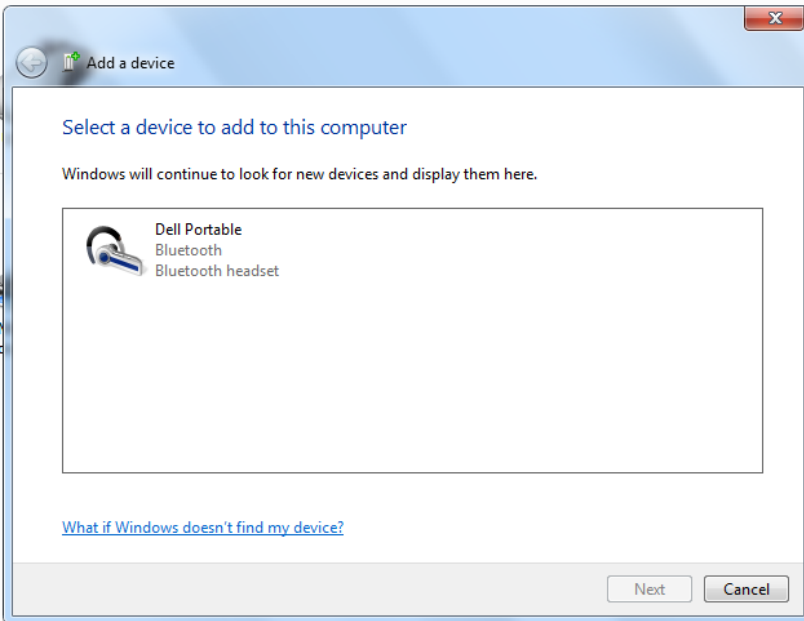 Add a device
Select a device to add to this computer
Windows will continue to look for new devices and display them here.
Dell Portable
Bluetooth
Bluetooth headset
What if Windows doesn't find my device?
Next
Cancel